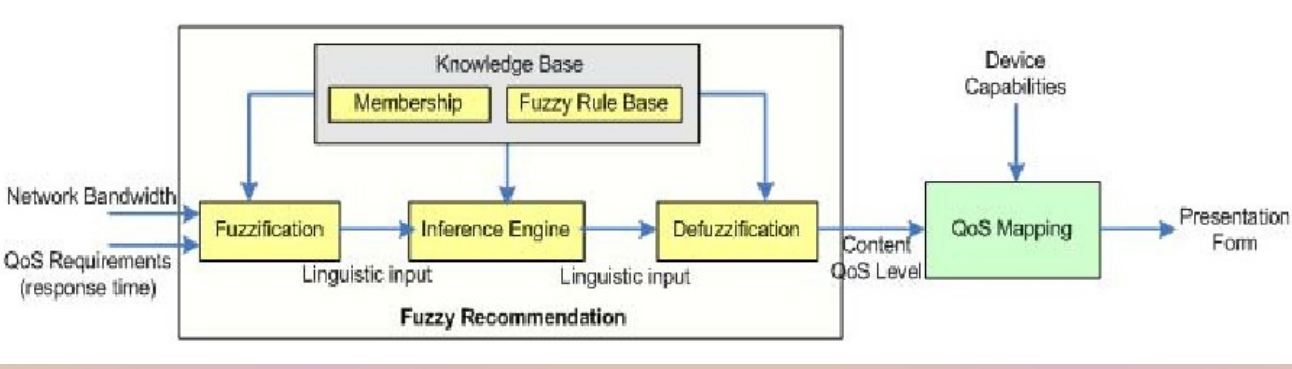 Knowledge Base
Membership
Fuzzy Rule Base
Device
Capabilities
Network Bandwidth
QoS Requirements
(response time)
Fuzzification
Linguistic input
Inference Engine
Linguistic input
Defuzzification
Content
QoS Level
QoS Mapping
Presentation
Form
Fuzzy Recommendation